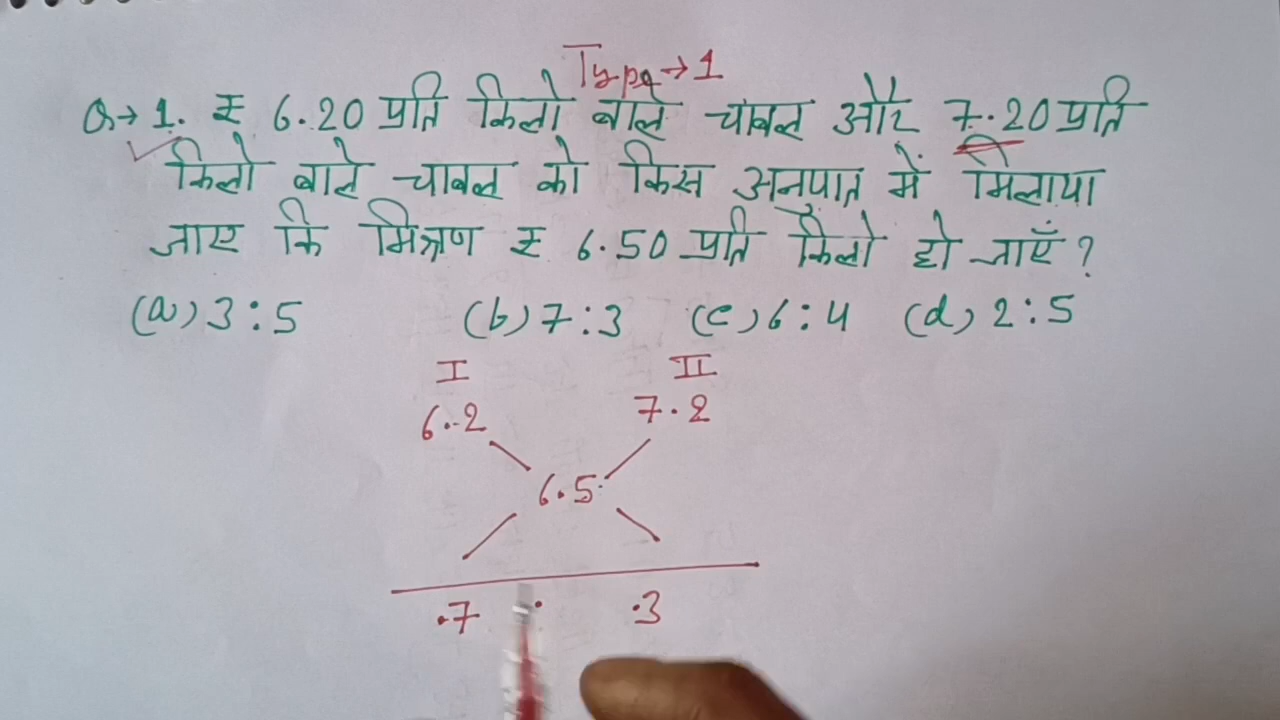 Type → 1
Q → 1. ₹ 6.20 प्रति किलो वाले चावल और 7.20 प्रति
किलो वाले चावल को किस अनुपात में मिलाया
जाए कि मिश्रण ₹ 6.50 प्रति किलो हो जाएँ ?
(a) 3:5 (b) 7:3 (c) 6:4 (d) 2:5
I II
6.2 7.2
6.5
.7 : .3